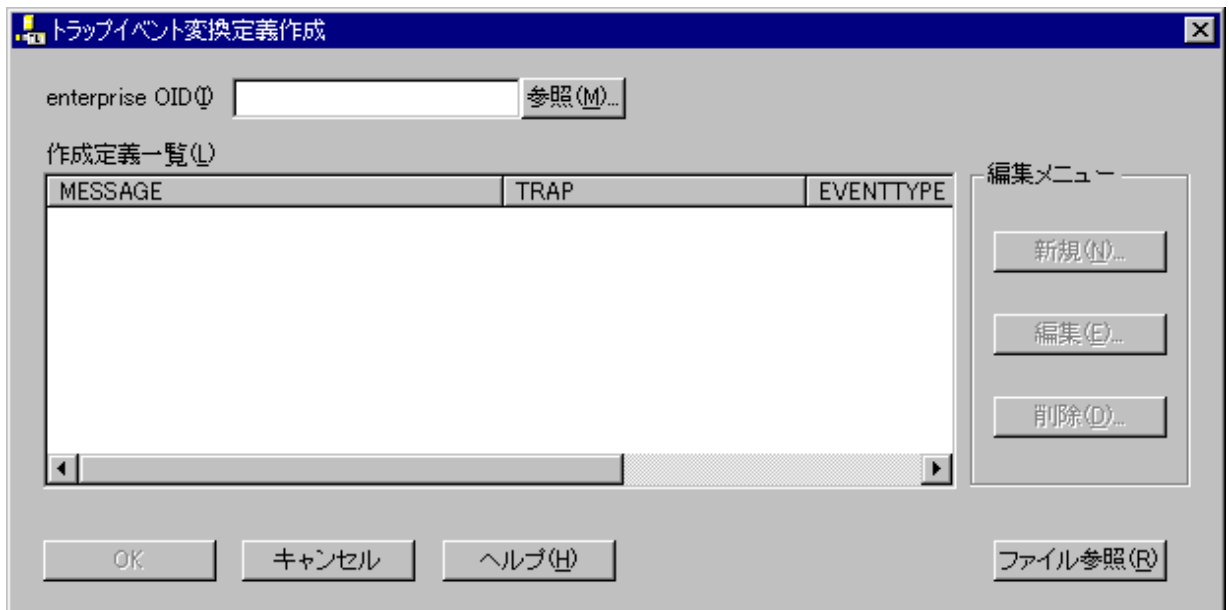 トラップイベント変換定義作成
enterprise OID(I)
参照(M)...
作成定義一覧(L)
MESSAGE TRAP EVENTTYPE
編集メニュー
新規(N)...
編集(E)...
削除(D)...
OK キャンセル ヘルプ(H) ファイル参照(R)